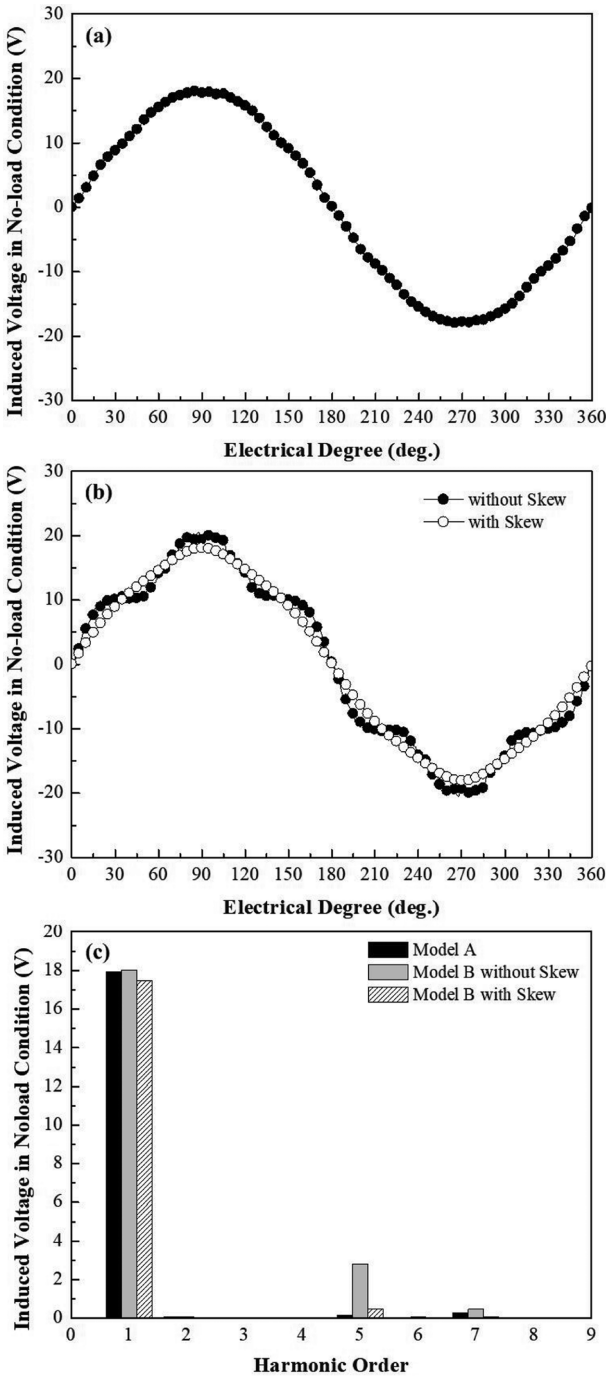 (a)
Induced Voltage in No-load Condition (V)
30
20
10
0
-10
-20
-30
0 30 60 90 120 150 180 210 240 270 300 330 360
Electrical Degree (deg.)
(b)
without Skew
with Skew
Induced Voltage in No-load Condition (V)
30
20
10
0
-10
-20
-30
0 30 60 90 120 150 180 210 240 270 300 330 360
Electrical Degree (deg.)
(c)
Model A
Model B without Skew
Model B with Skew
Induced Voltage in Noload Condition (V)
20
18
16
14
12
10
8
6
4
2
0
0 1 2 3 4 5 6 7 8 9
Harmonic Order